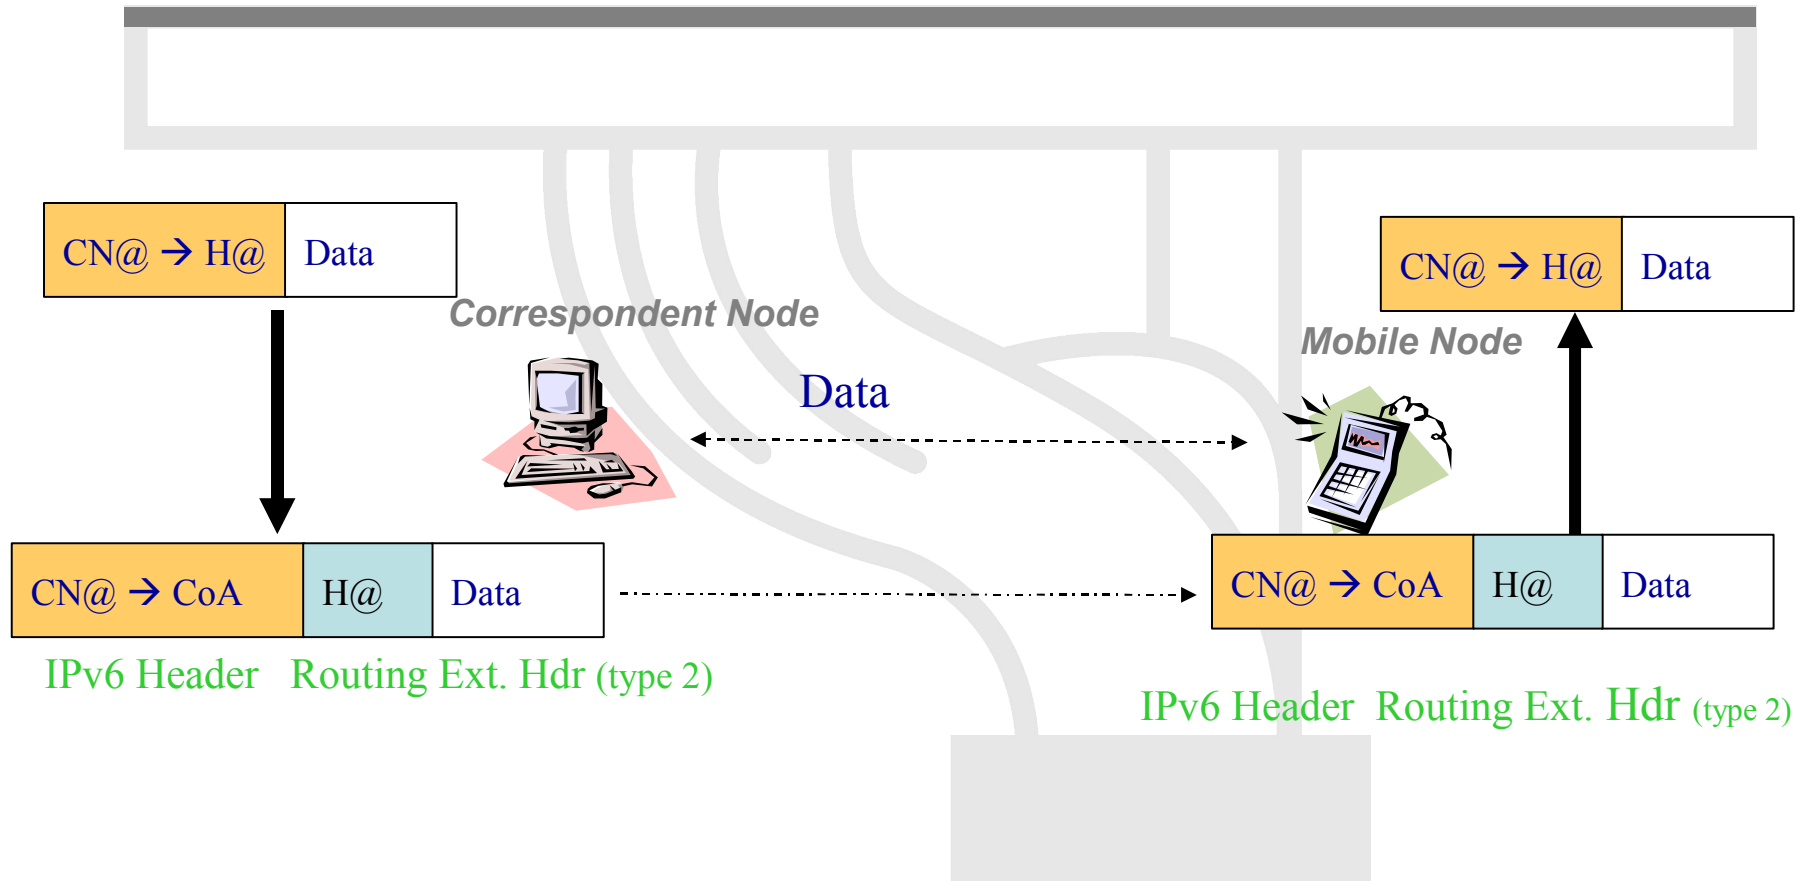 CN@ → H@ Data
CN@ → H@ Data
Correspondent Node
Mobile Node
Data
CN@ → CoA H@ Data
CN@ → CoA H@ Data
IPv6 Header Routing Ext. Hdr (type 2)
IPv6 Header Routing Ext. Hdr (type 2)